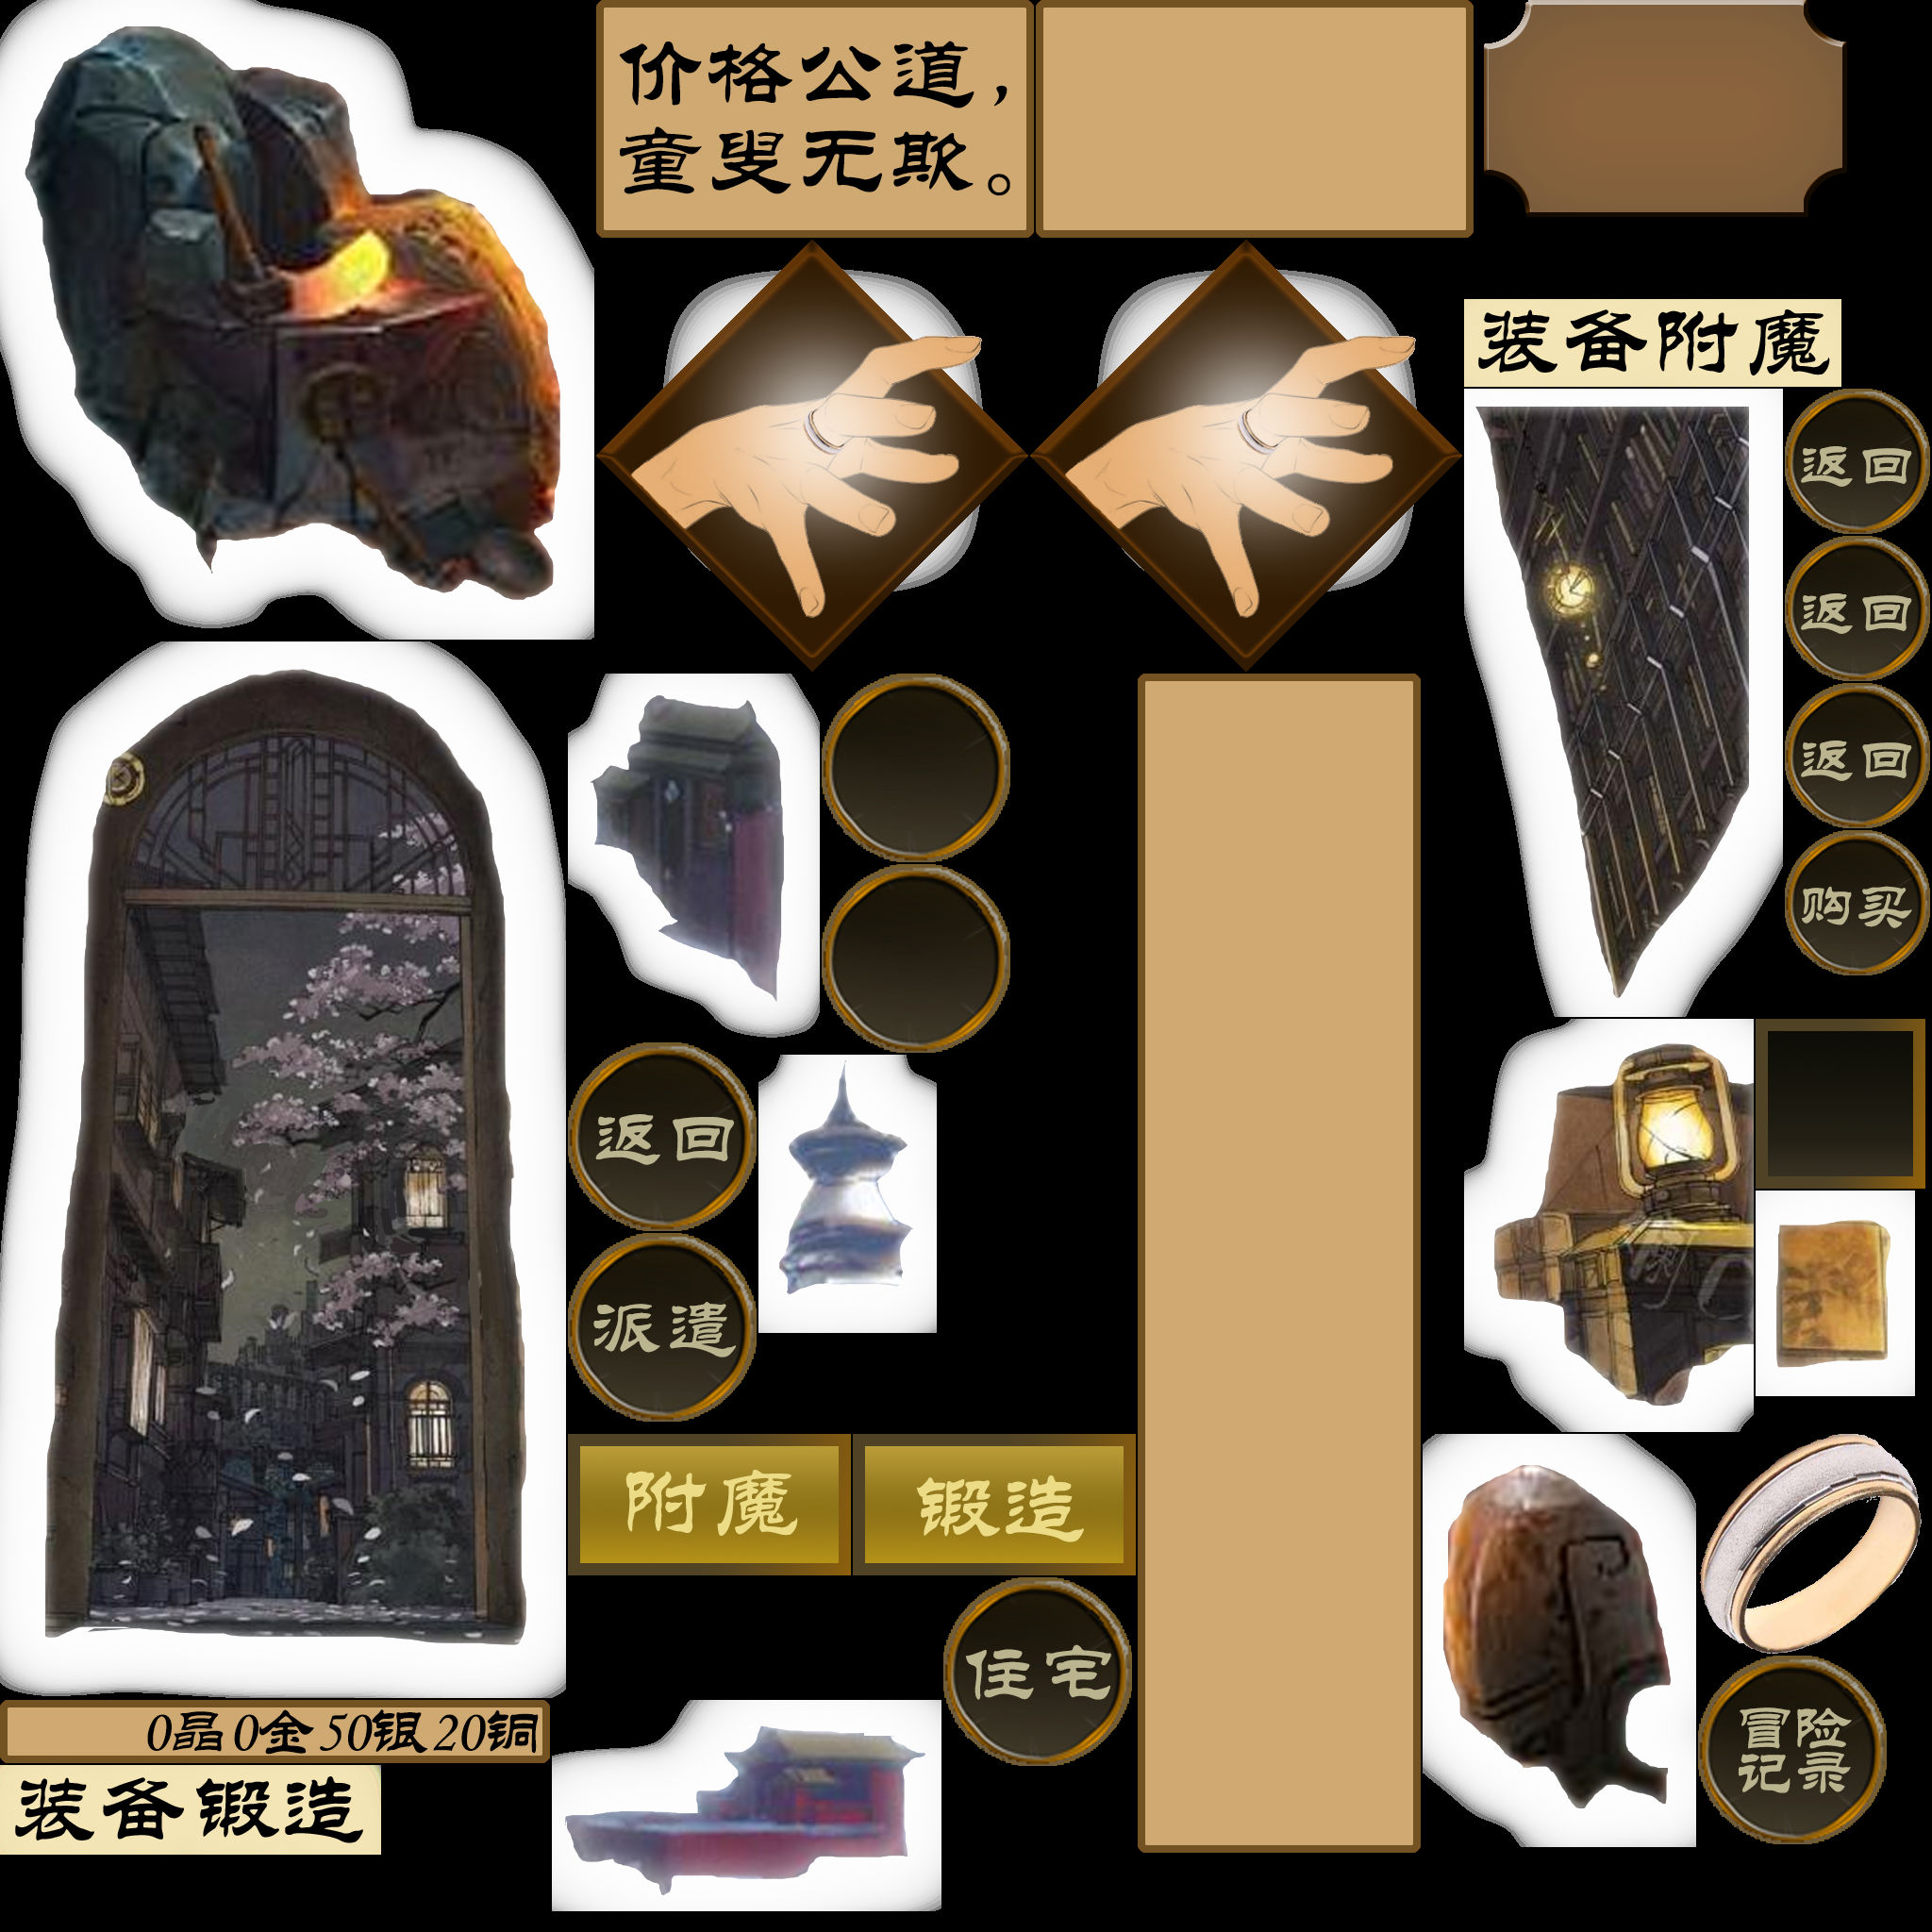 价格公道，
童叟无欺。
装备附魔
返回
返回
返回
购买
返回
派遣
附魔
锻造
住宅
冒险
记录
0晶0金50银20铜
装备锻造